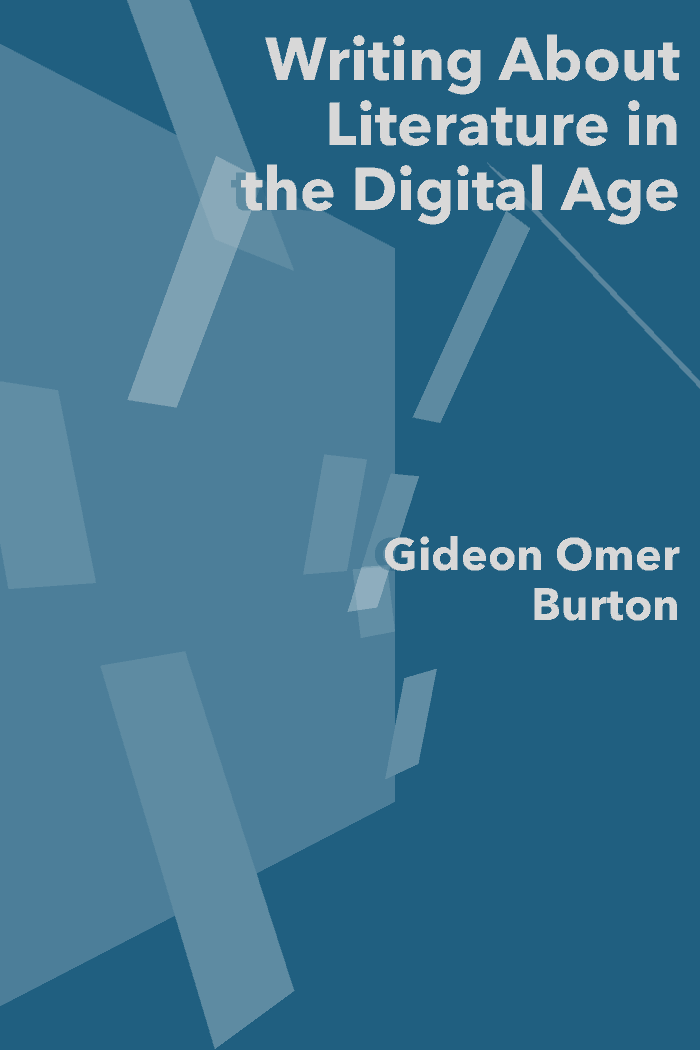 Writing About
Literature in
the Digital Age
Gideon Omer
Burton